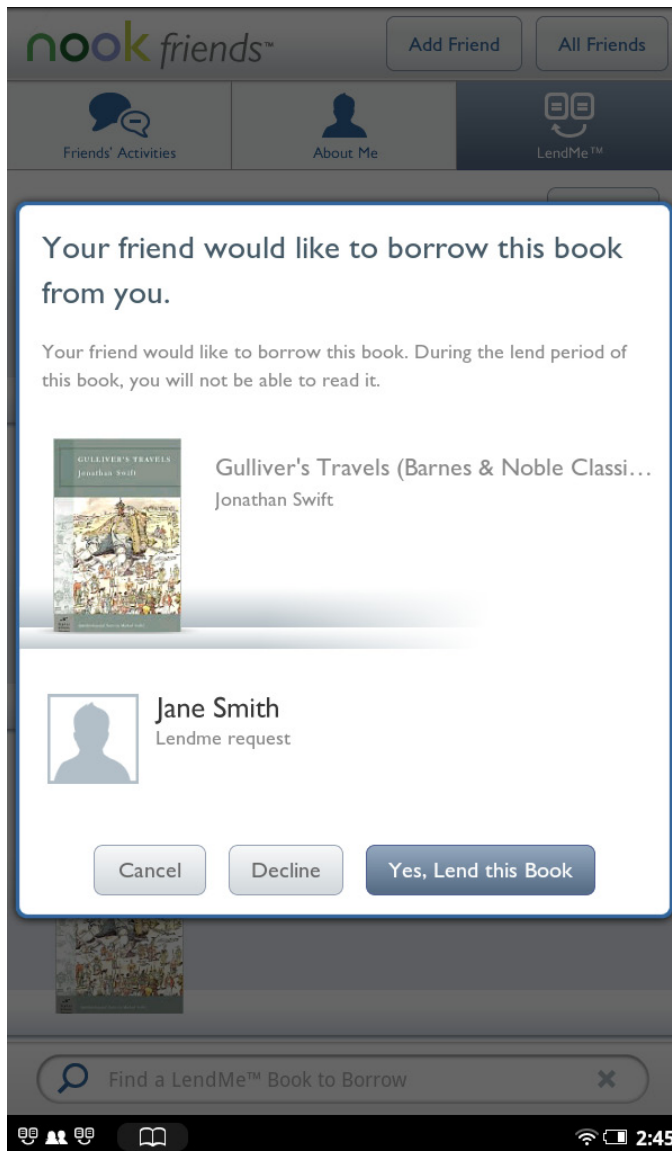 nook friends™
Add Friend
All Friends
Friends' Activities
About Me
LendMe™
Your friend would like to borrow this book
from you.
Your friend would like to borrow this book. During the lend period of
this book, you will not be able to read it.
GULLIVER'S TRAVELS
Jonathan Swift
Gulliver's Travels (Barnes & Noble Classi...
Jonathan Swift
Jane Smith
Lendme request
Cancel
Decline
Yes, Lend this Book
Find a LendMe™ Book to Borrow
2:45